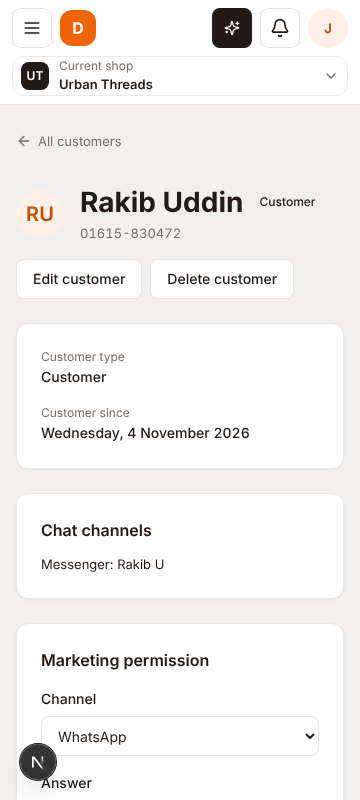 D
J
UT
Current shop
Urban Threads
All customers
RU
Rakib Uddin
Customer
01615-830472
Edit customer
Delete customer
Customer type
Customer
Customer since
Wednesday, 4 November 2026
Chat channels
Messenger: Rakib U
Marketing permission
Channel
WhatsApp
N
Answer